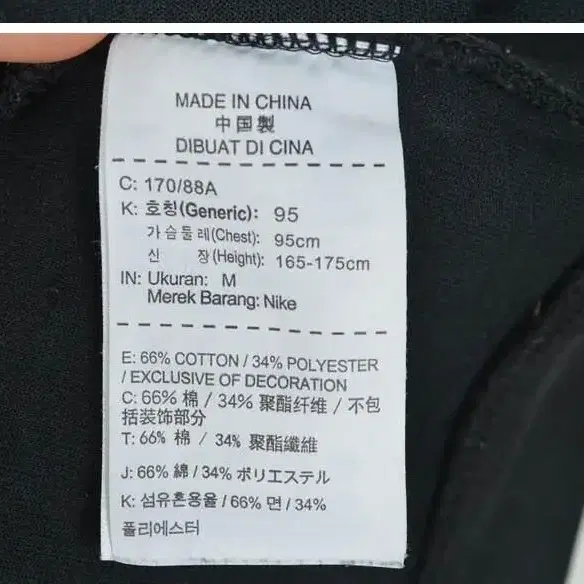 MADE IN CHINA
中国製
DIBUAT DI CINA
C: 170/88A
K: 호칭(Generic): 95
가슴둘레(Chest): 95cm
신 장(Height): 165-175cm
IN: Ukuran: M
Merek Barang: Nike
E: 66% COTTON / 34% POLYESTER
/ EXCLUSIVE OF DECORATION
C: 66% 棉 / 34% 聚酯纤维 / 不包
括装饰部分
T: 66% 棉 / 34% 聚酯纖維
J: 66% 綿 / 34% ポリエステル
K: 섬유혼용율 / 66% 면 / 34%
폴리에스터